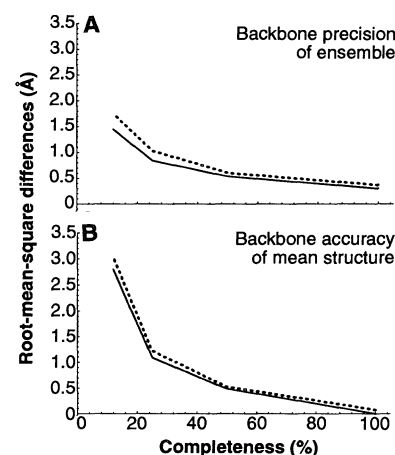 A
Backbone precision
of ensemble
3.5
3.0
2.5
2.0
1.5
1.0
0.5
0
Root-mean-square differences (Å)
B
Backbone accuracy
of mean structure
3.5
3.0
2.5
2.0
1.5
1.0
0.5
0
0 20 40 60 80 100
Completeness (%)